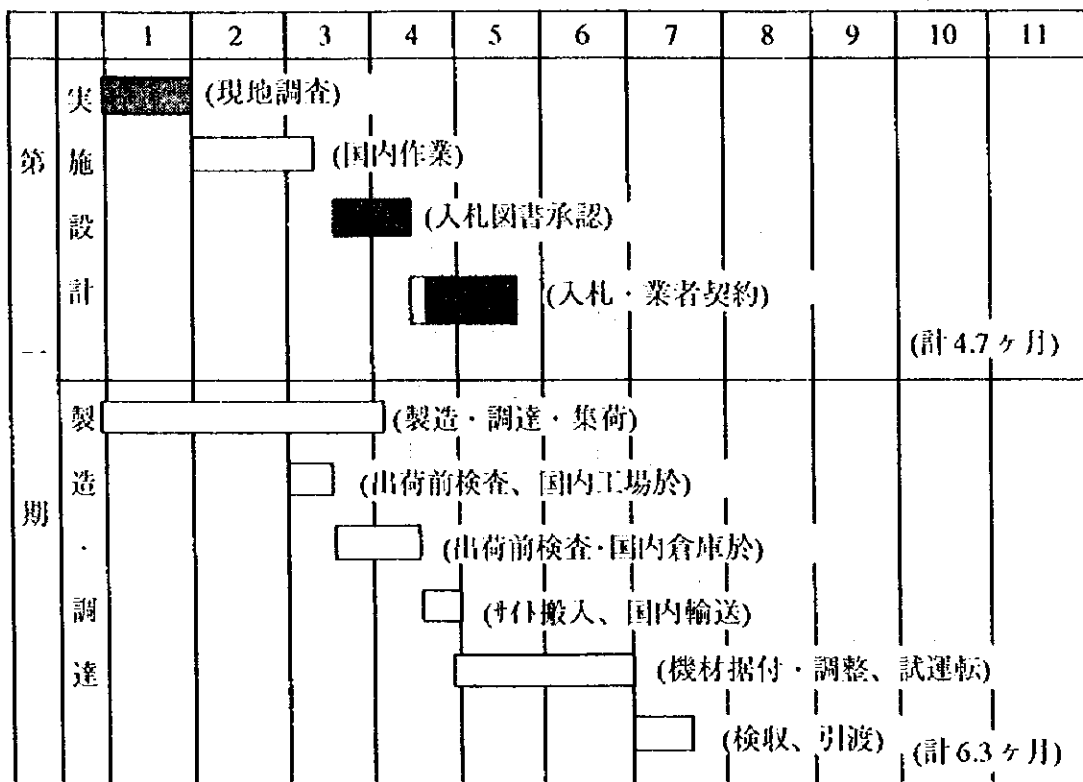 1 2 3 4 5 6 7 8 9 10 11
第一期
実施設計
(現地調査)
(国内作業)
(入札図書承認)
(入札・業者契約)
(計 4.7 ヶ月)
製造・調達
(製造・調達・集荷)
(出荷前検査、国内工場於)
(出荷前検査・国内倉庫於)
(サイト搬入、国内輸送)
(機材据付・調整、試運転)
(検収、引渡)
(計 6.3 ヶ月)